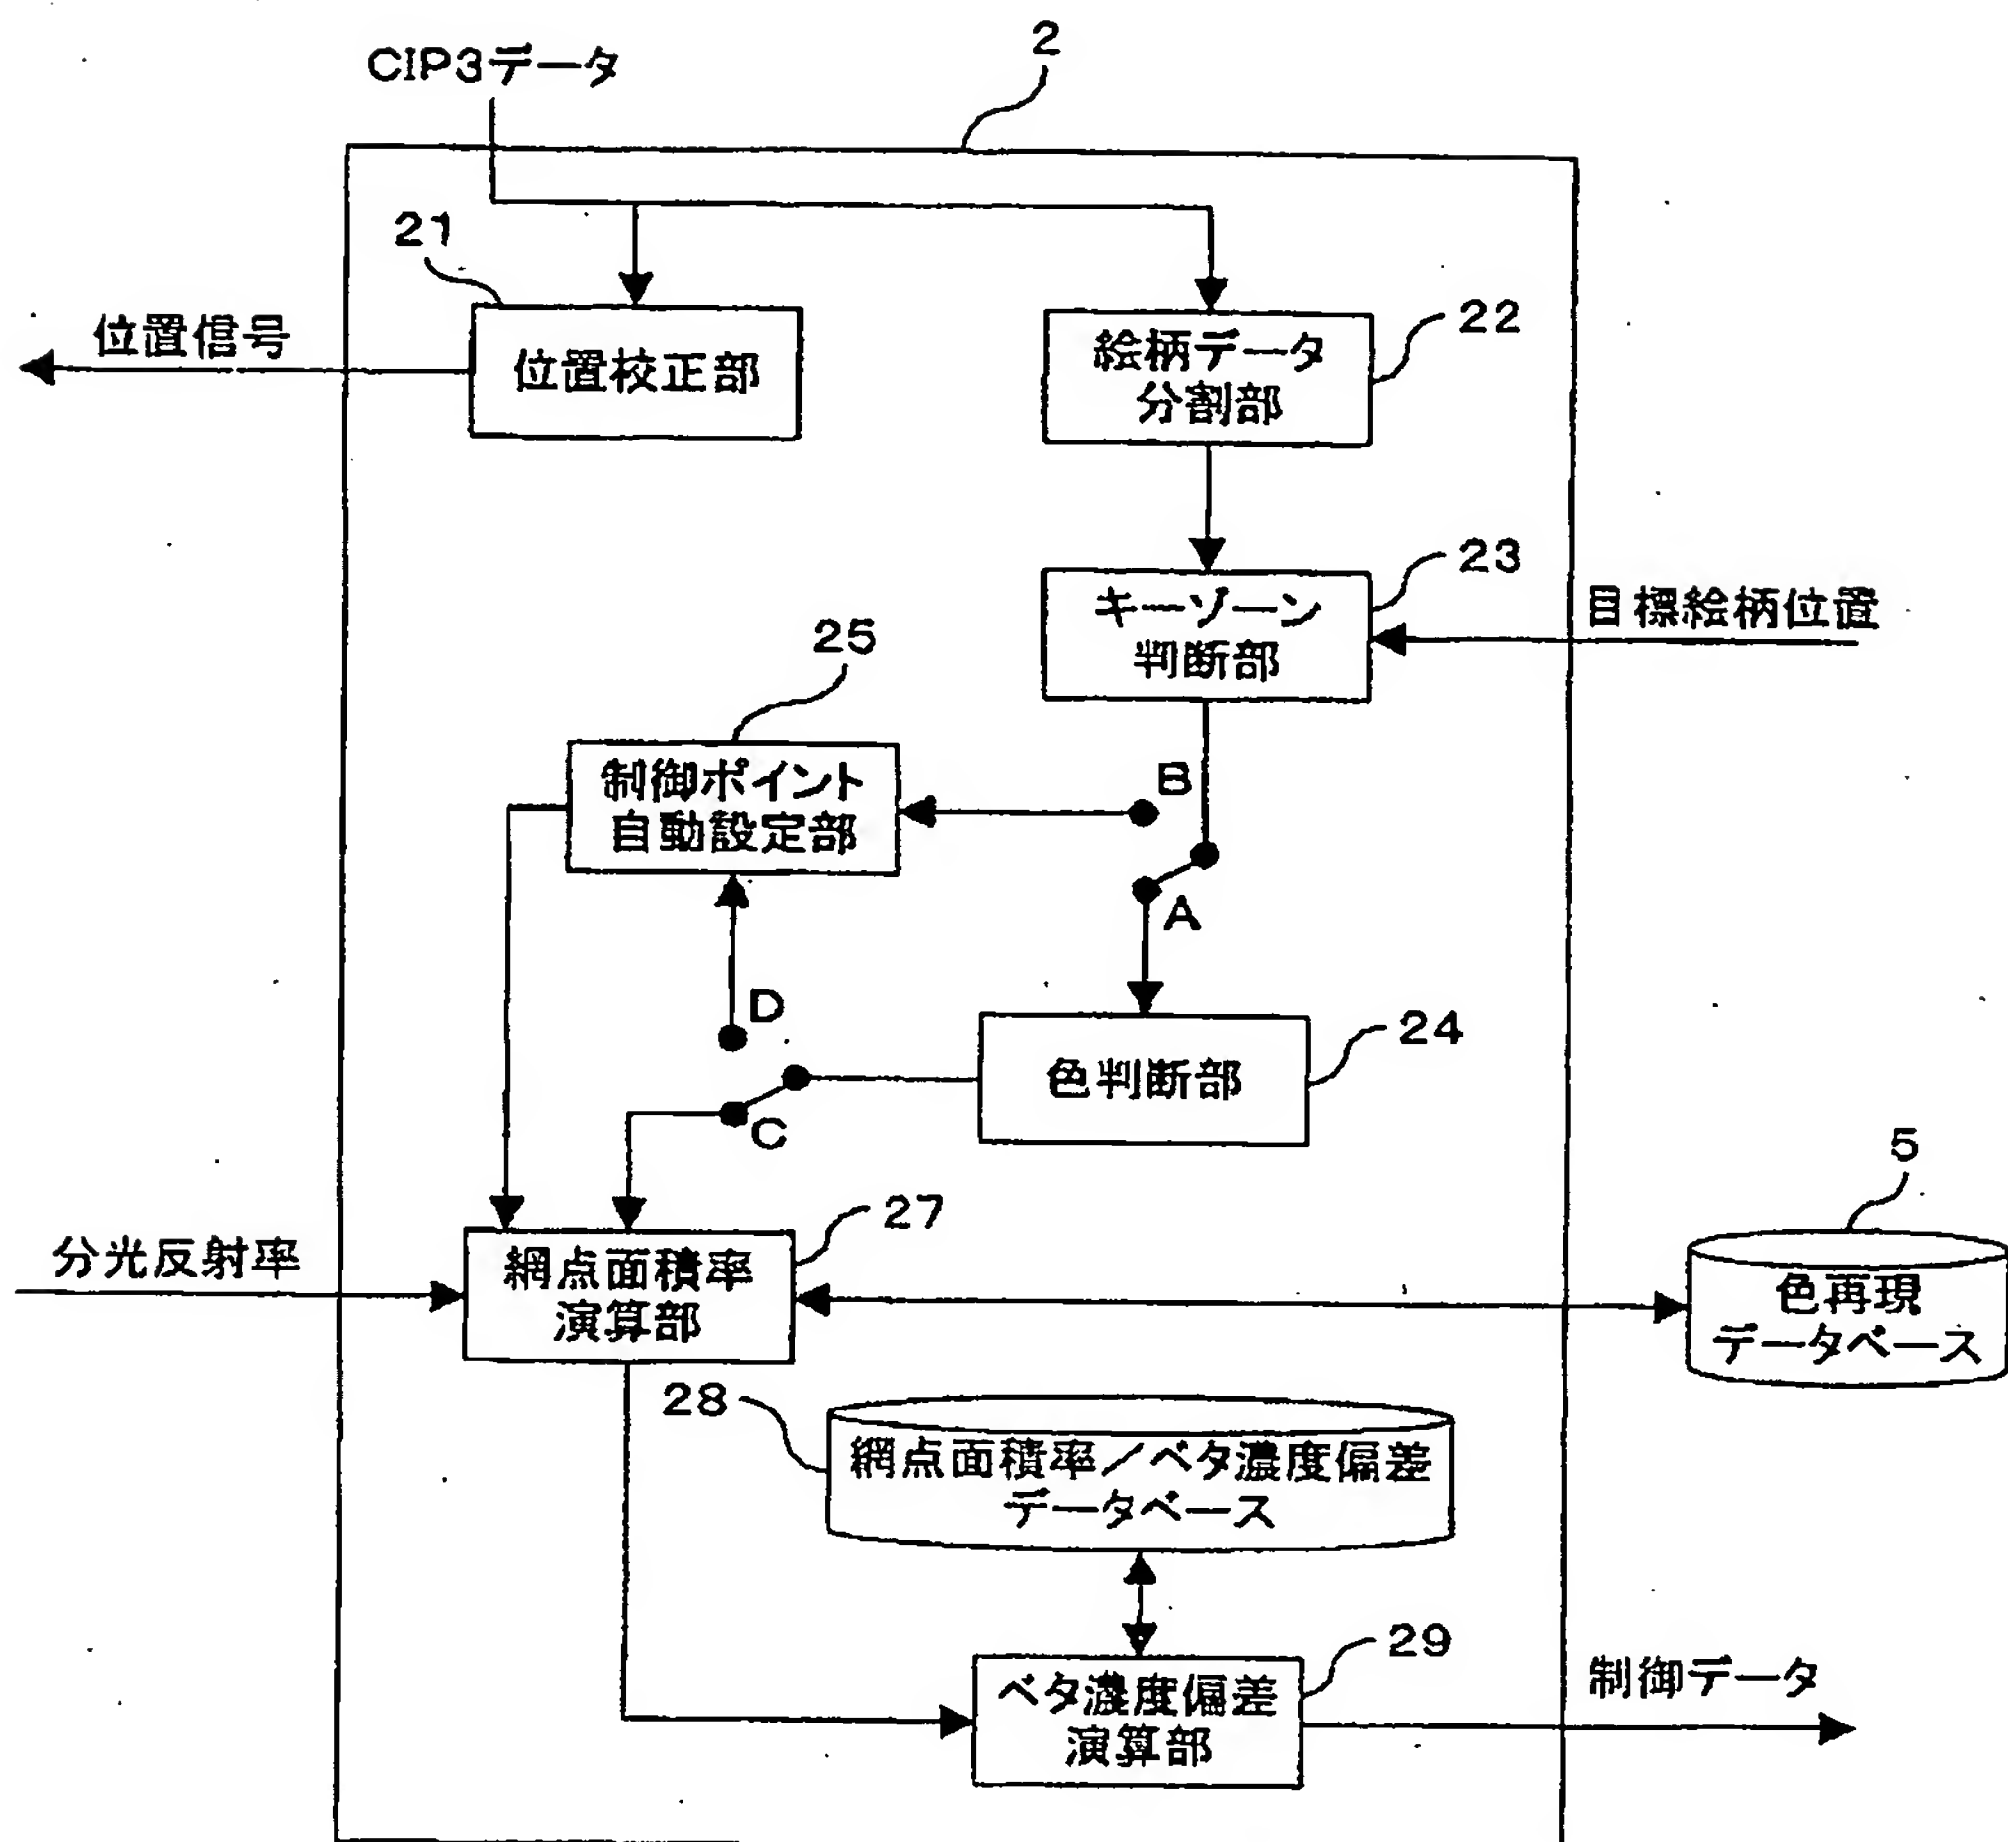 2
CIP3データ
21
位置信号
位置校正部
22
絵柄データ
分割部
23
キーゾーン
判断部
目標絵柄位置
25
制御ポイント
自動設定部
B
A
D
C
24
色判断部
5
色再現
データベース
27
分光反射率
網点面積率
演算部
28
網点面積率/ベタ濃度偏差
データベース
29
ベタ濃度偏差
演算部
制御データ